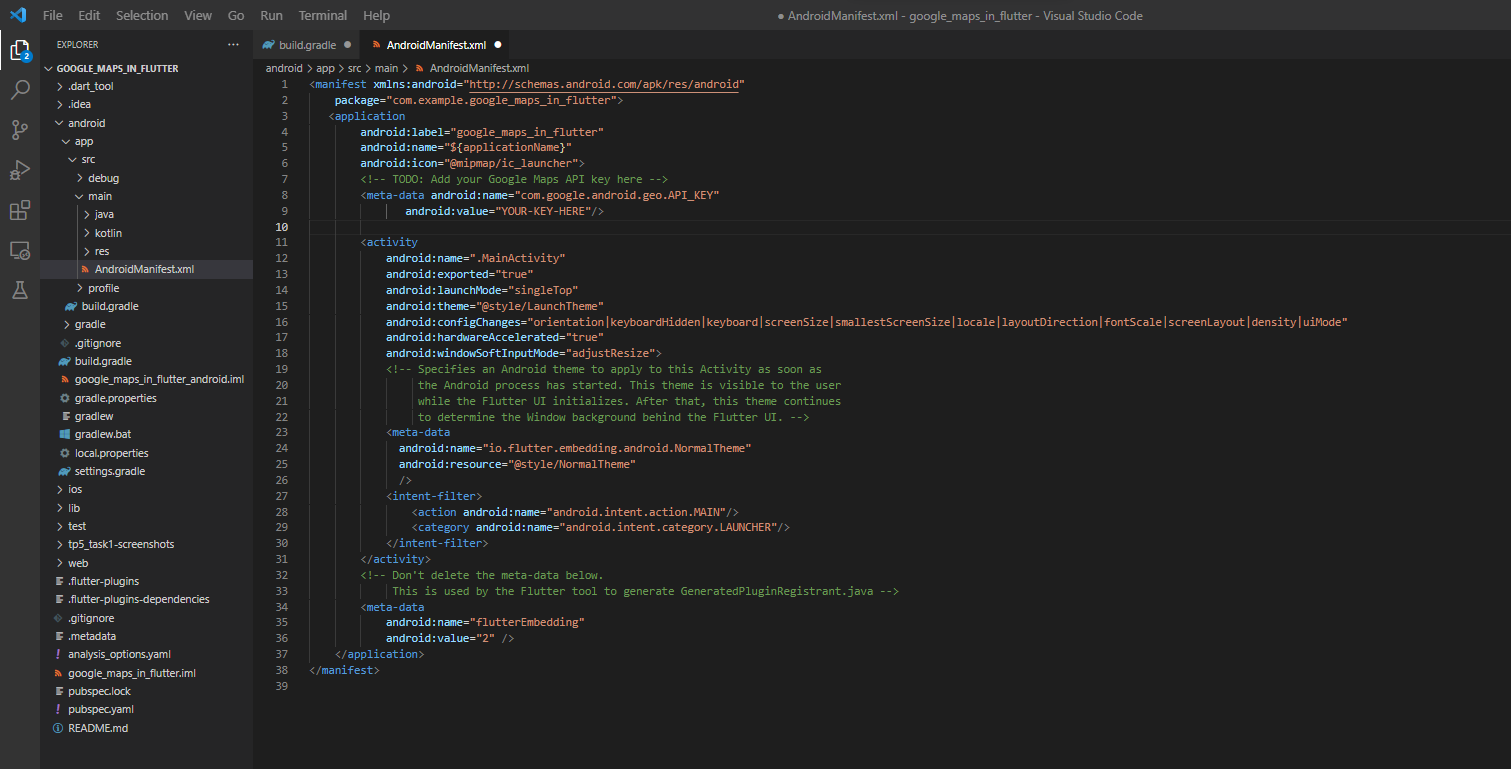 File Edit Selection View Go Run Terminal Help
● AndroidManifest.xml - google_maps_in_flutter - Visual Studio Code
2
EXPLORER ···
GOOGLE_MAPS_IN_FLUTTER
.dart_tool
.idea
android
app
src
debug
main
java
kotlin
res
AndroidManifest.xml
profile
build.gradle
gradle
.gitignore
build.gradle
google_maps_in_flutter_android.iml
gradle.properties
gradlew
gradlew.bat
local.properties
settings.gradle
ios
lib
test
tp5_task1-screenshots
web
.flutter-plugins
.flutter-plugins-dependencies
.gitignore
.metadata
analysis_options.yaml
google_maps_in_flutter.iml
pubspec.lock
pubspec.yaml
README.md
build.gradle ● AndroidManifest.xml ●
android > app > src > main > AndroidManifest.xml
1 <manifest xmlns:android="http://schemas.android.com/apk/res/android"
2 package="com.example.google_maps_in_flutter">
3 <application
4 android:label="google_maps_in_flutter"
5 android:name="${applicationName}"
6 android:icon="@mipmap/ic_launcher">
7 <!-- TODO: Add your Google Maps API key here -->
8 <meta-data android:name="com.google.android.geo.API_KEY"
9 android:value="YOUR-KEY-HERE"/>
10
11 <activity
12 android:name=".MainActivity"
13 android:exported="true"
14 android:launchMode="singleTop"
15 android:theme="@style/LaunchTheme"
16 android:configChanges="orientation|keyboardHidden|keyboard|screenSize|smallestScreenSize|locale|layoutDirection|fontScale|screenLayout|density|uiMode"
17 android:hardwareAccelerated="true"
18 android:windowSoftInputMode="adjustResize">
19 <!-- Specifies an Android theme to apply to this Activity as soon as
20 the Android process has started. This theme is visible to the user
21 while the Flutter UI initializes. After that, this theme continues
22 to determine the Window background behind the Flutter UI. -->
23 <meta-data
24 android:name="io.flutter.embedding.android.NormalTheme"
25 android:resource="@style/NormalTheme"
26 />
27 <intent-filter>
28 <action android:name="android.intent.action.MAIN"/>
29 <category android:name="android.intent.category.LAUNCHER"/>
30 </intent-filter>
31 </activity>
32 <!-- Don't delete the meta-data below.
33 This is used by the Flutter tool to generate GeneratedPluginRegistrant.java -->
34 <meta-data
35 android:name="flutterEmbedding"
36 android:value="2" />
37 </application>
38 </manifest>
39